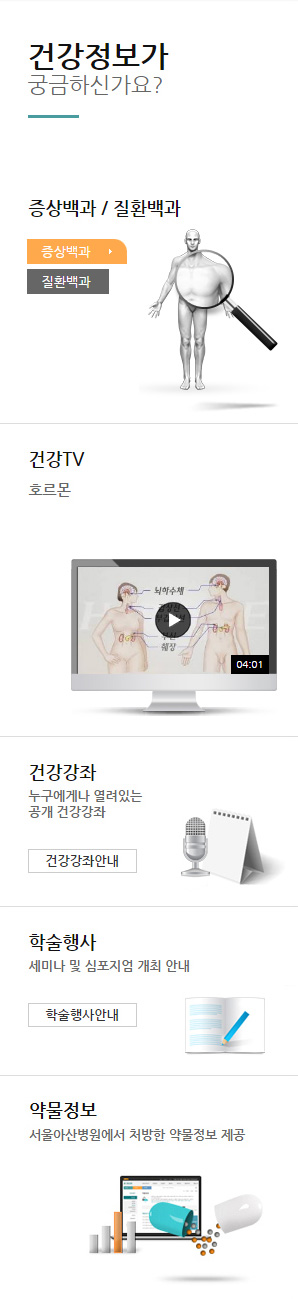 건강정보가
궁금하신가요?
증상백과 / 질환백과
증상백과
질환백과
건강TV
호르몬
뇌하수체
췌장
04:01
건강강좌
누구에게나 열려있는
공개 건강강좌
건강강좌안내
학술행사
세미나 및 심포지엄 개최 안내
학술행사안내
약물정보
서울아산병원에서 처방한 약물정보 제공